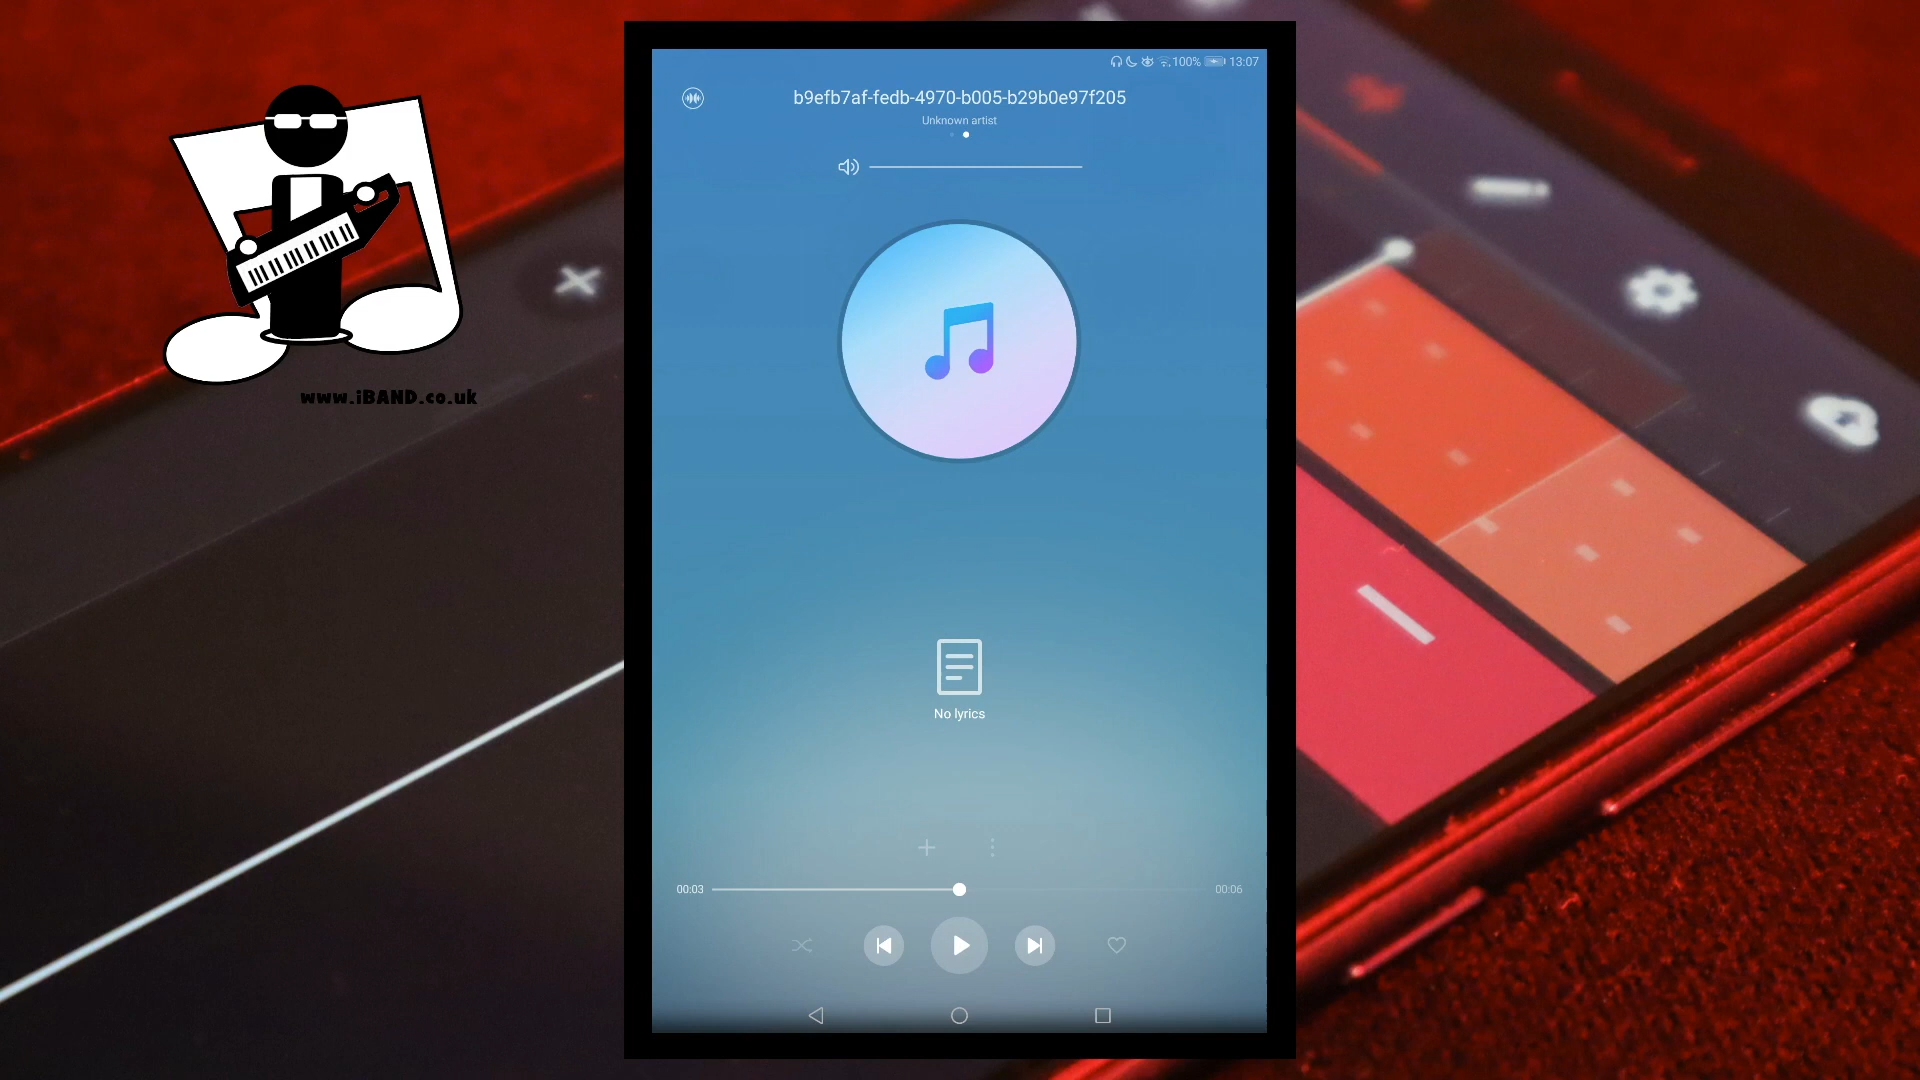 100% 13:07
b9efb7af-fedb-4970-b005-b29b0e97f205
Unknown artist
www.iBAND.co.uk
No lyrics
00:03 00:06